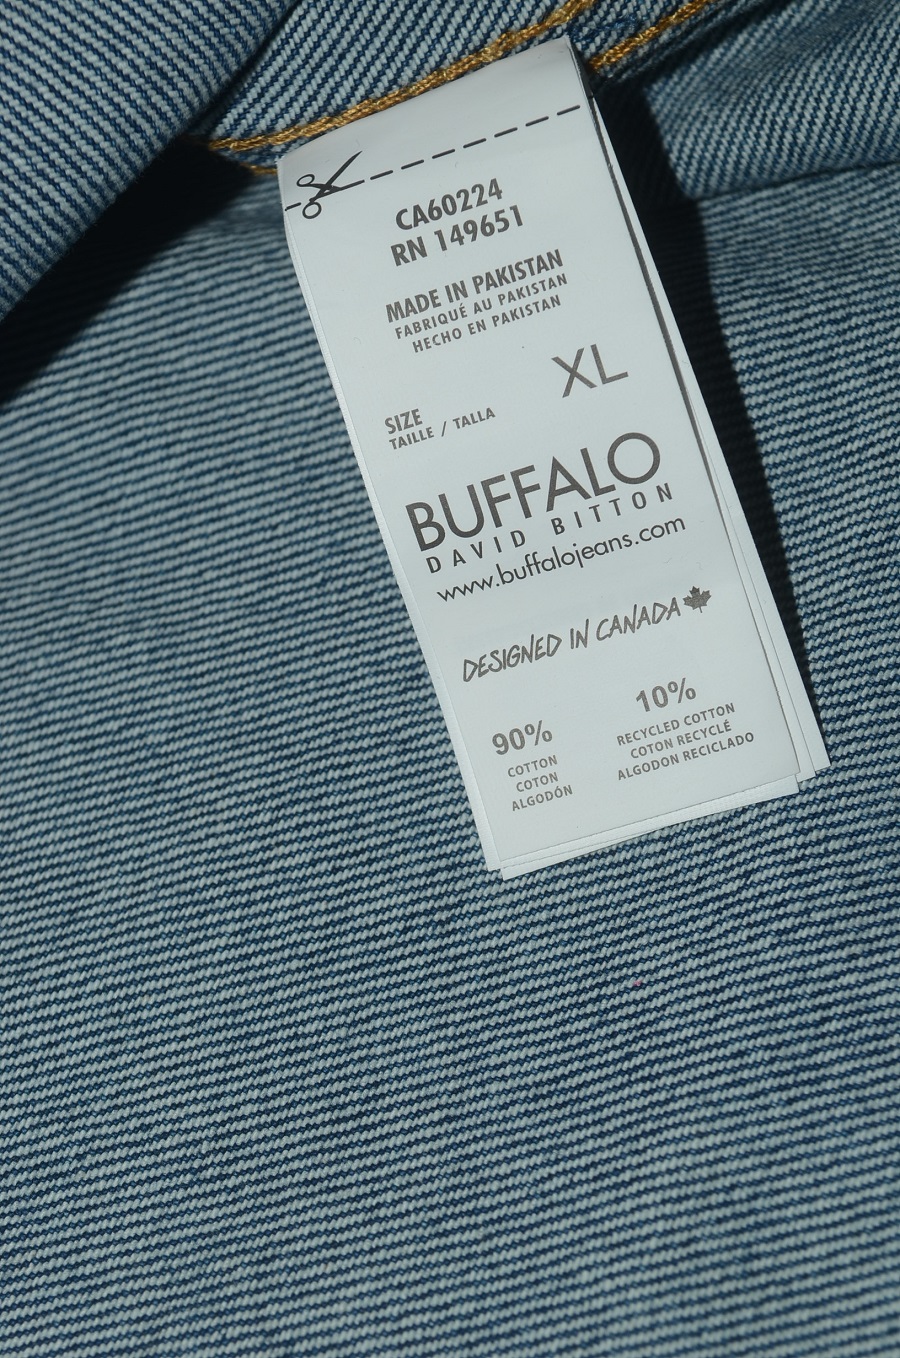 CA60224
RN 149651
MADE IN PAKISTAN
FABRIQUÉ AU PAKISTAN
HECHO EN PAKISTAN
XL
SIZE
TAILLE / TALLA
BUFFALO
DAVID BITTON
www.buffalojeans.com
DESIGNED IN CANADA
90%
COTTON
COTON
ALGODÓN
10%
RECYCLED COTTON
COTON RECYCLÉ
ALGODON RECICLADO